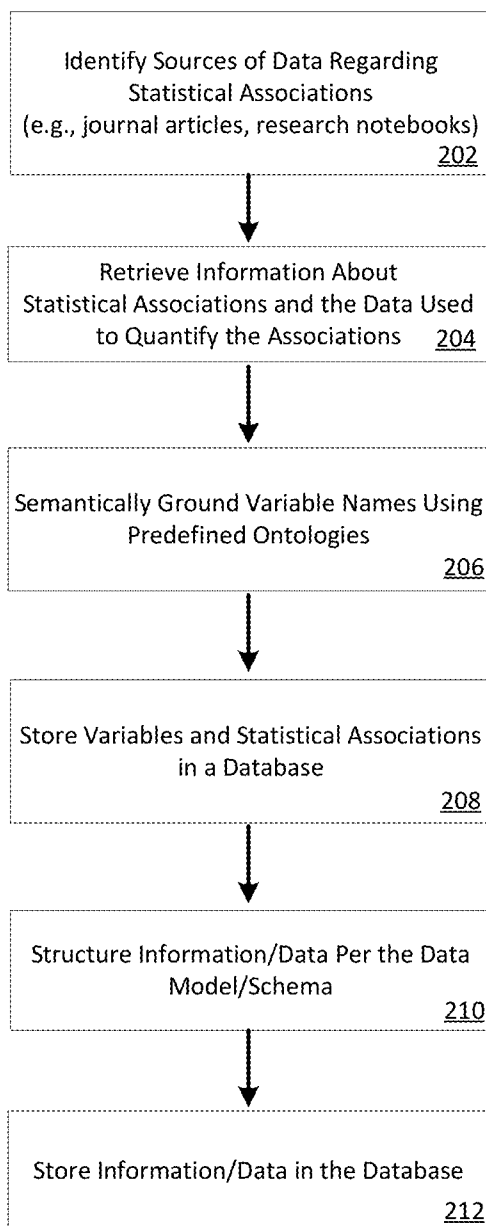 Identify Sources of Data Regarding
Statistical Associations
(e.g., journal articles, research notebooks)
202
Retrieve Information About
Statistical Associations and the Data Used
to Quantify the Associations
204
Semantically Ground Variable Names Using
Predefined Ontologies
206
Store Variables and Statistical Associations
in a Database
208
Structure Information/Data Per the Data
Model/Schema
210
Store Information/Data in the Database
212